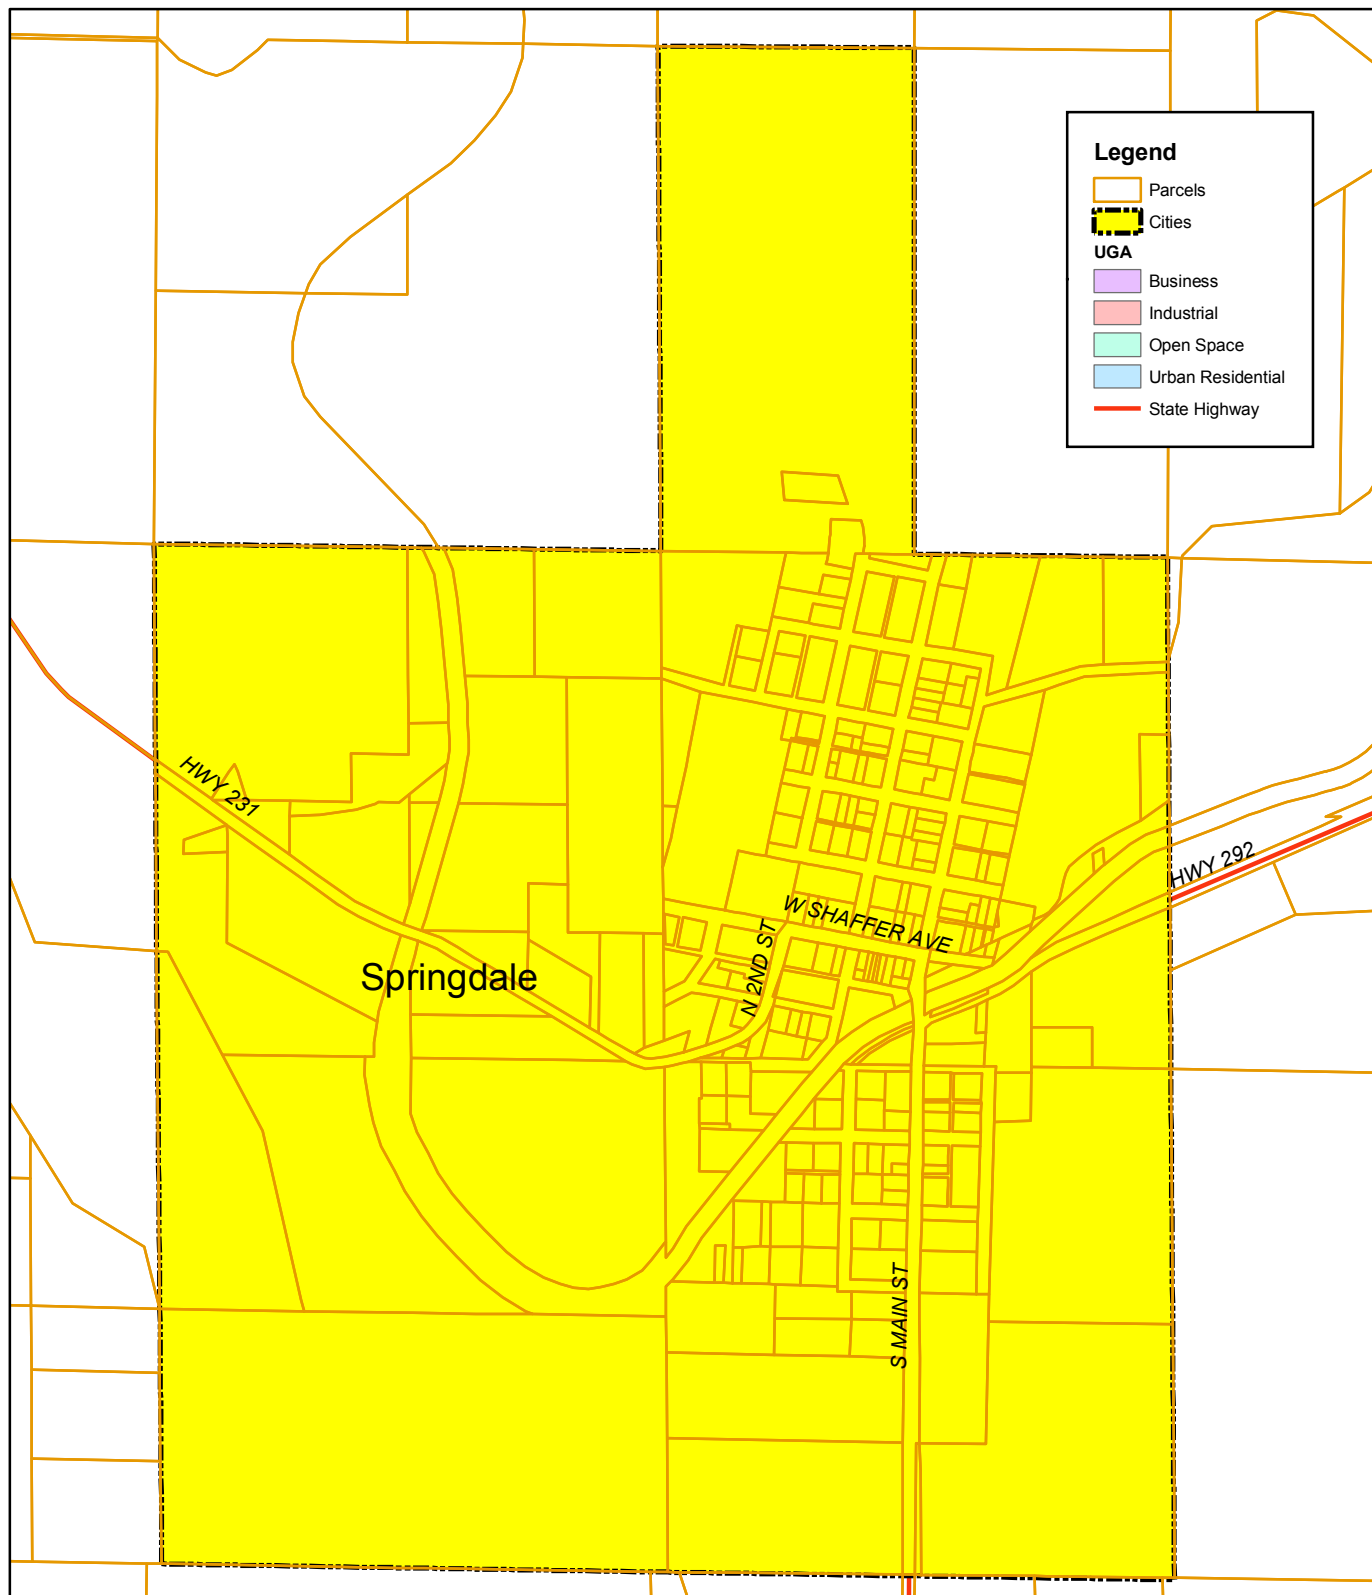 Legend
Parcels
Cities
UGA
Business
Industrial
Open Space
Urban Residential
State Highway
HWY 231
HWY 292
W SHAFFER AVE
N 2ND ST
Springdale
S MAIN ST